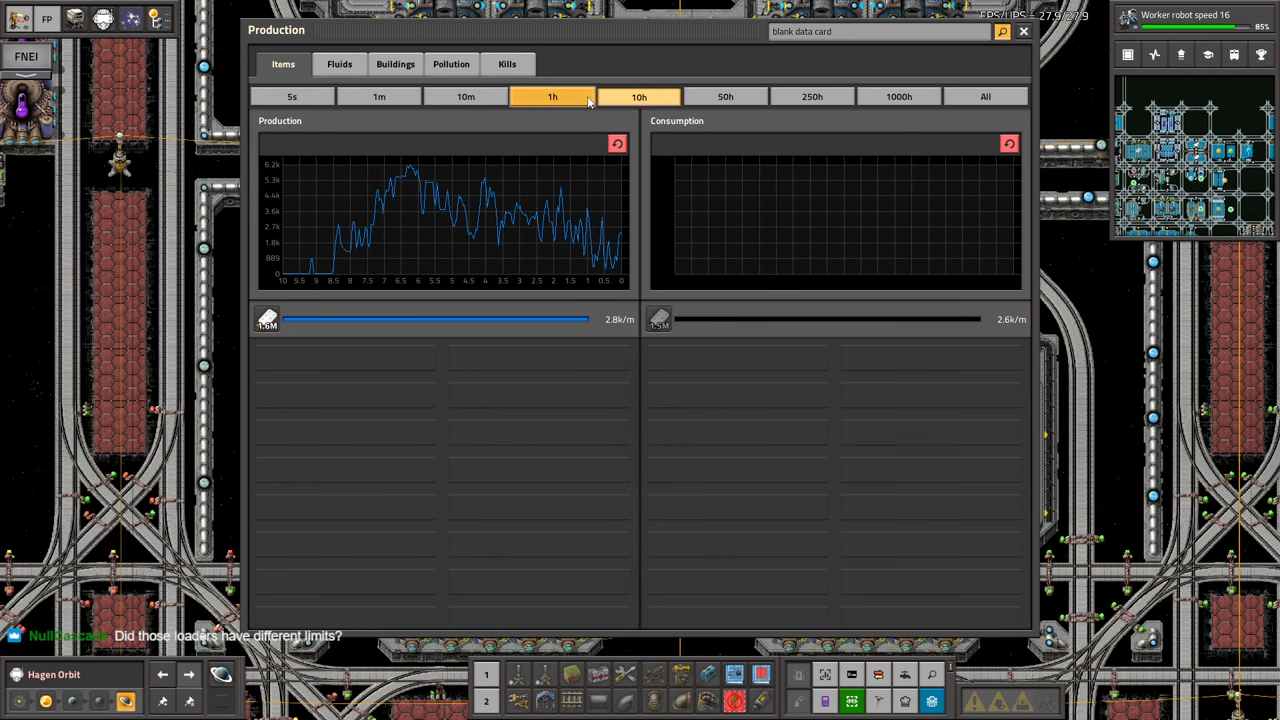 FP
FPS/UPS = 27.9/27.9
Worker robot speed 16
85%
Production
blank data card
FNEI
Items Fluids Buildings Pollution Kills
5s 1m 10m 1h 10h 50h 250h 1000h All
Production
Consumption
6.2k
5.3k
4.4k
3.6k
2.7k
1.8k
889
0
10 9.5 9 8.5 8 7.5 7 6.5 6 5.5 5 4.5 4 3.5 3 2.5 2 1.5 1 0.5 0
1.6M 2.8k/m
1.5M 2.6k/m
Did those loaders have different limits?
Hagen Orbit
1
2